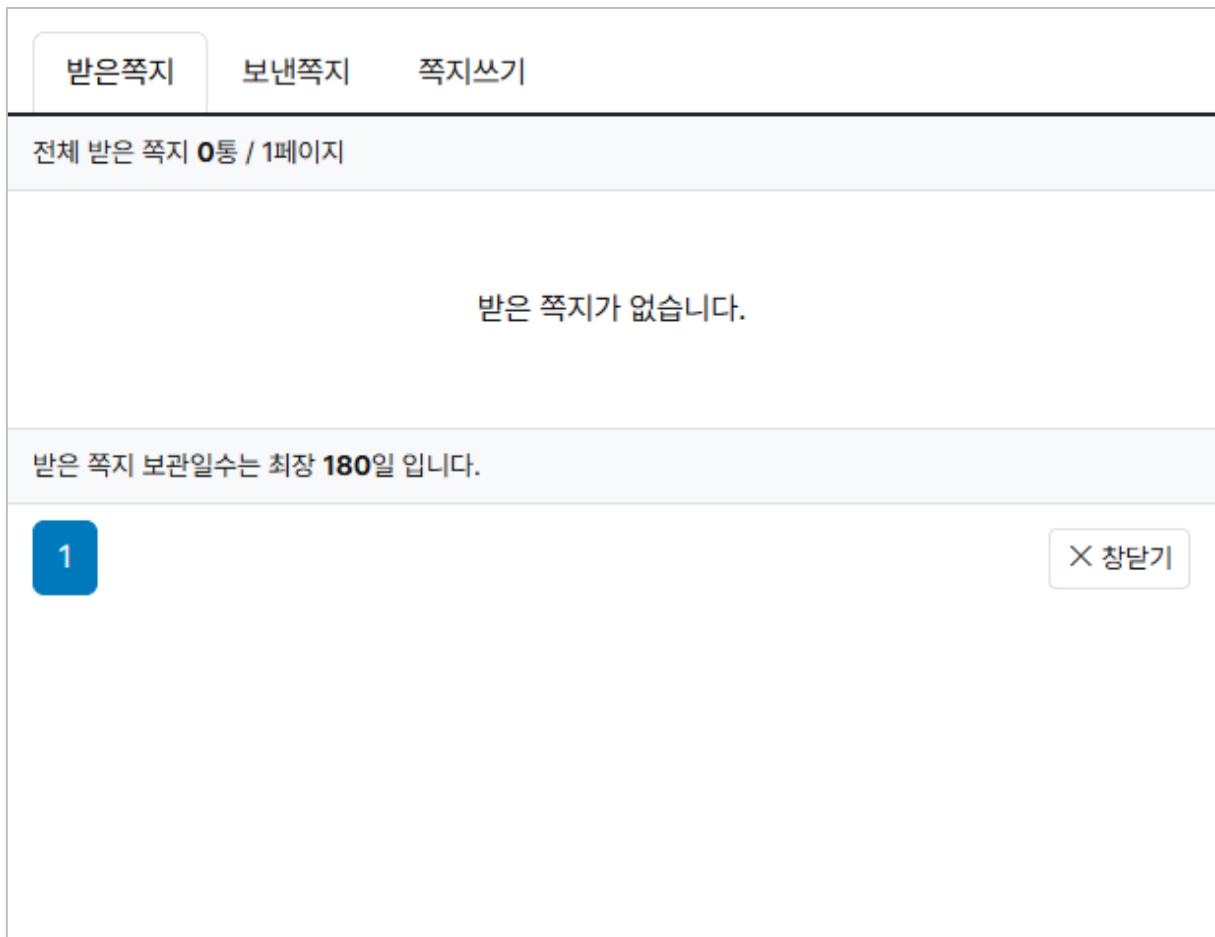 받은쪽지 보낸쪽지 쪽지쓰기
전체 받은 쪽지 0통 / 1페이지
받은 쪽지가 없습니다.
받은 쪽지 보관일수는 최장 180일 입니다.
1 창닫기